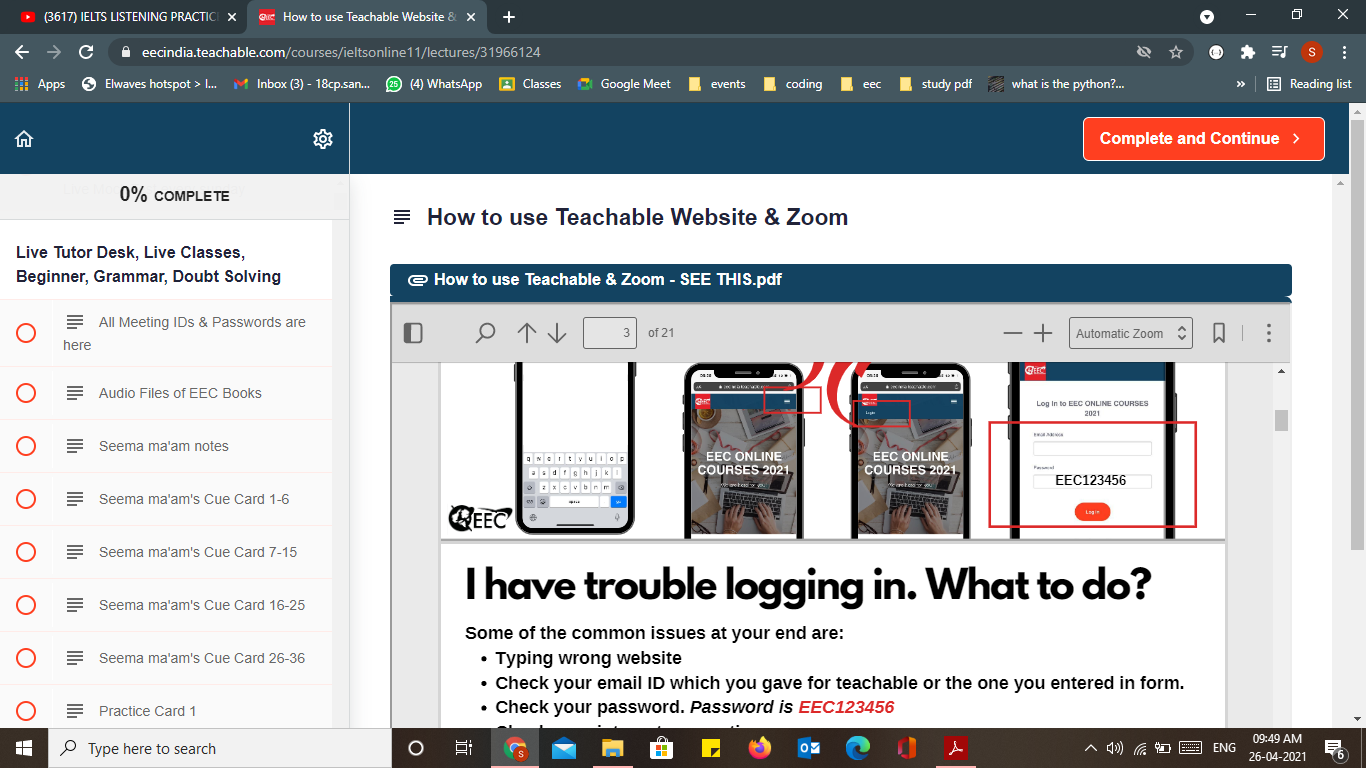 (3617) IELTS LISTENING PRACTIC
How to use Teachable Website &
eecindia.teachable.com/courses/ieltsonline11/lectures/31966124
S
Apps
Elwaves hotspot > l...
Inbox (3) - 18cp.san...
25
(4) WhatsApp
Classes
Google Meet
events
coding
eec
study pdf
what is the python?...
»
Reading list
Complete and Continue
0% COMPLETE
Live Tutor Desk, Live Classes,
Beginner, Grammar, Doubt Solving
All Meeting IDs & Passwords are
here
Audio Files of EEC Books
Seema ma'am notes
Seema ma'am's Cue Card 1-6
Seema ma'am's Cue Card 7-15
Seema ma'am's Cue Card 16-25
Seema ma'am's Cue Card 26-36
Practice Card 1
How to use Teachable Website & Zoom
How to use Teachable & Zoom - SEE THIS.pdf
3 of 21
Automatic Zoom
q w e r t y u i o p
a s d f g h j k l
z x c v b n m
space
EEC
EEC ONLINE
COURSES 2021
Login
EEC ONLINE
COURSES 2021
EEC
Log In to EEC ONLINE COURSES
2021
Email Address
Password
EEC123456
Log In
I have trouble logging in. What to do?
Some of the common issues at your end are:
• Typing wrong website
• Check your email ID which you gave for teachable or the one you entered in form.
• Check your password. Password is EEC123456
Type here to search
S
ENG
09:49 AM
26-04-2021
6